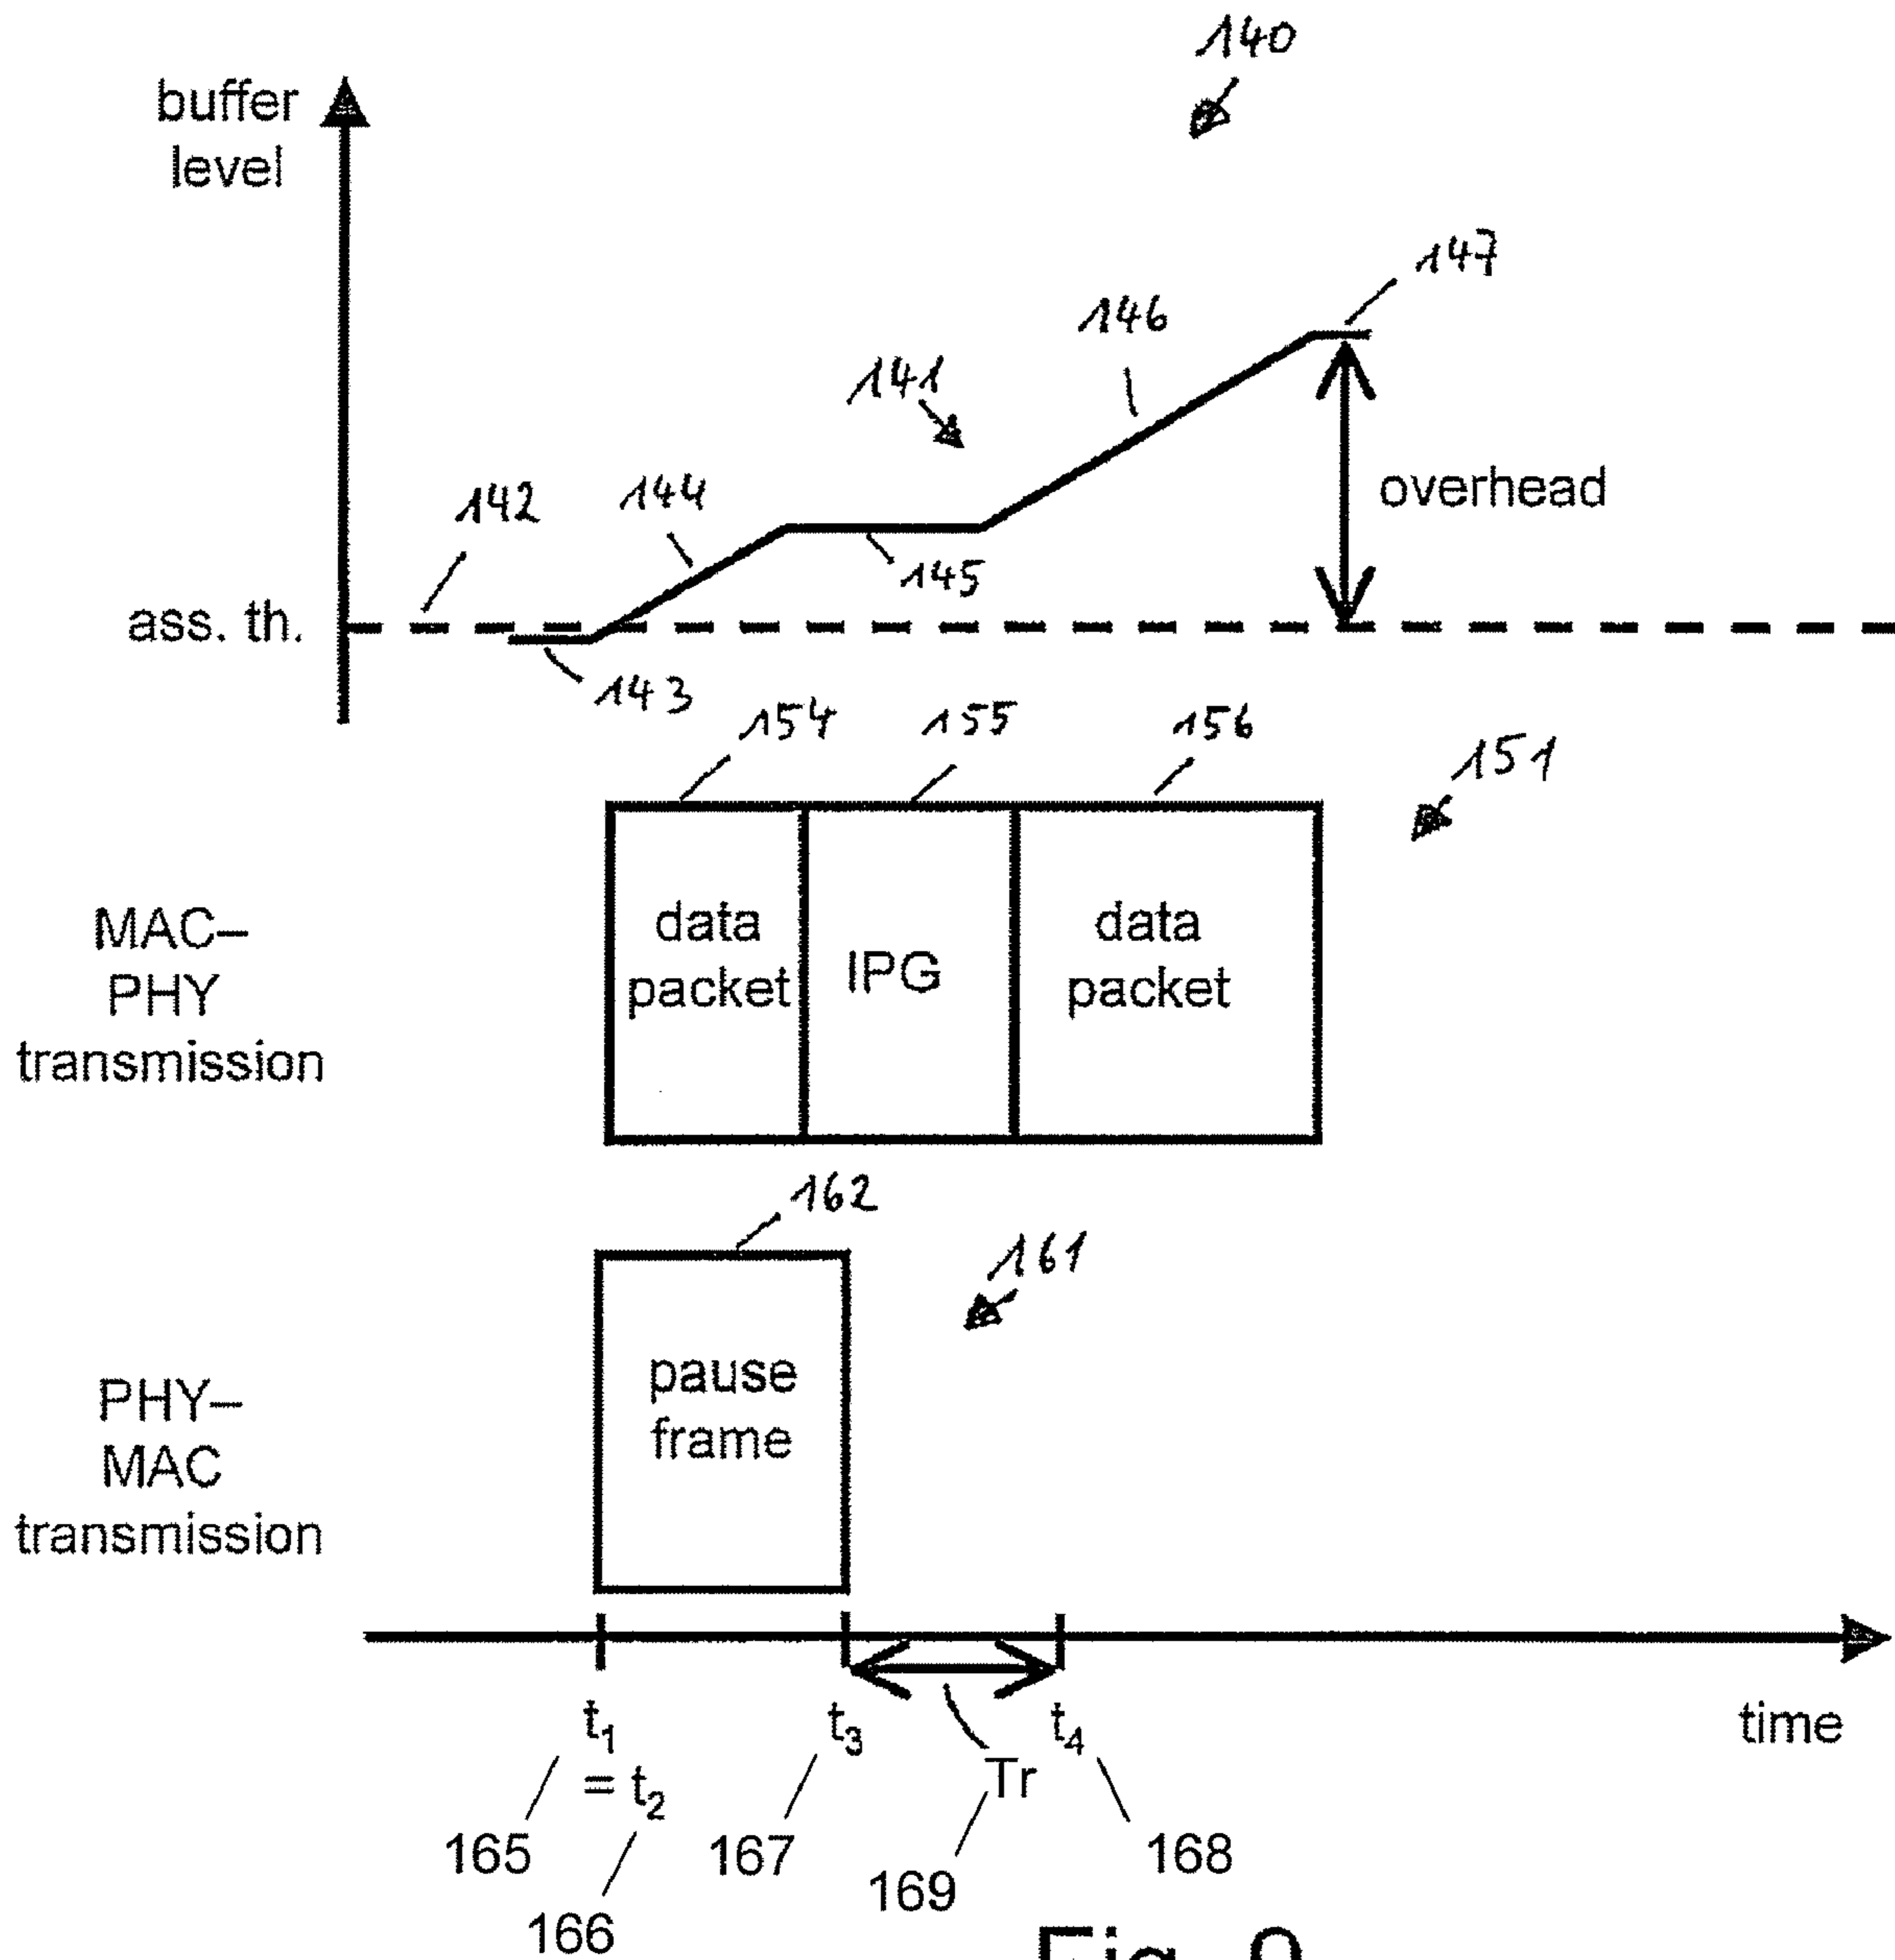 140
buffer
level
147
146
141
overhead
142
144
145
ass. th.
143
154
155
156
151
MAC–
PHY
transmission
data
packet
IPG
data
packet
162
161
PHY–
MAC
transmission
pause
frame
t₁
= t₂
t₃
Tr
t₄
time
165
166
167
169
168